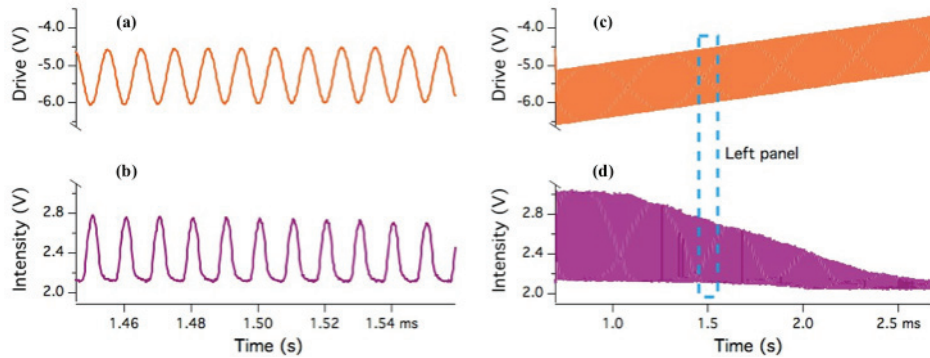 (a)
Drive (V)
-4.0
-5.0
-6.0
(b)
Intensity (V)
2.8
2.4
2.0
1.46
1.48
1.50
1.52
1.54 ms
Time (s)
(c)
Drive (V)
-4.0
-5.0
-6.0
Left panel
(d)
Intensity (V)
2.8
2.4
2.0
1.0
1.5
2.0
2.5 ms
Time (s)